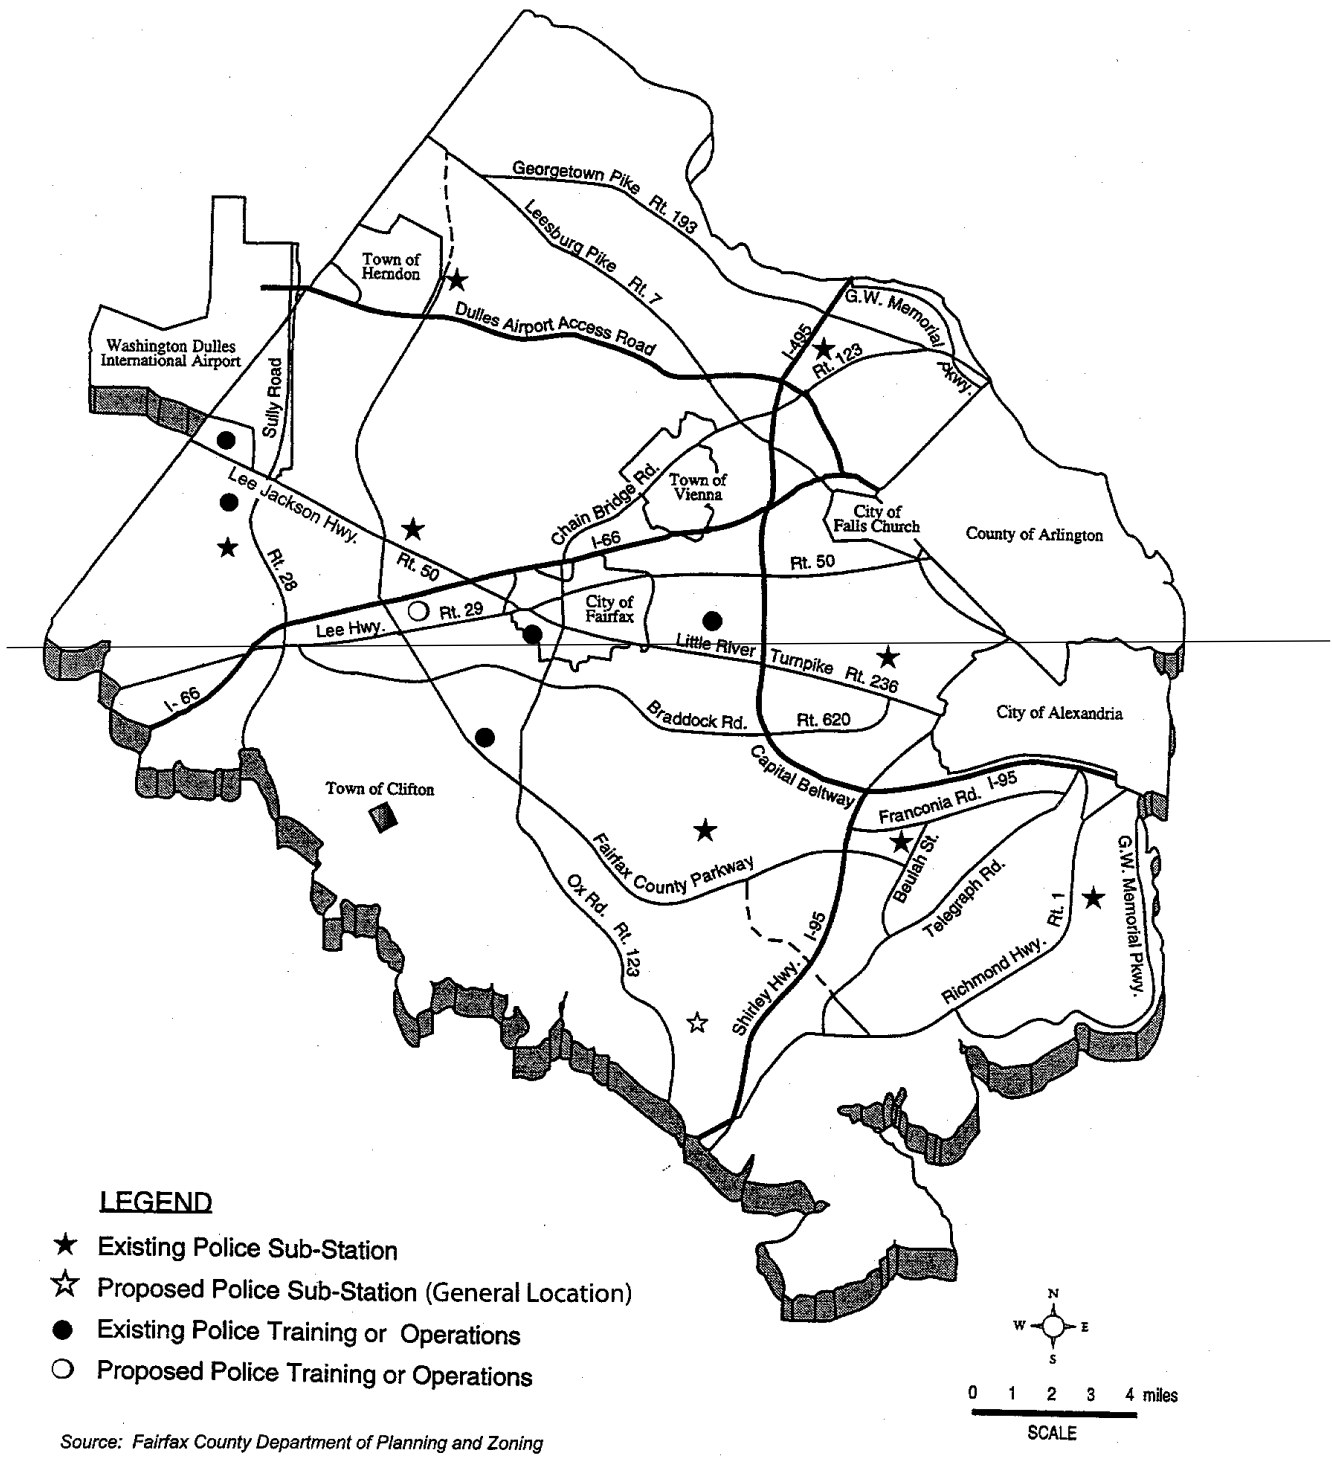 Georgetown Pike Rt. 193
Leesburg Pike Rt. 7
Town of
Herndon
G.W. Memorial Pkwy.
Dulles Airport Access Road
I-495
Rt. 123
Washington Dulles
International Airport
Sully Road
Chain Bridge Rd.
Town of
Vienna
Lee Jackson Hwy. Rt. 50
City of
Falls Church
County of Arlington
I-66
Rt. 50
Rt. 28
City of
Fairfax
Lee Hwy. Rt. 29
Little River Turnpike Rt. 236
I-66
Braddock Rd. Rt. 620
City of Alexandria
Capital Beltway
I-95
Town of Clifton
Franconia Rd.
Beulah St.
Fairfax County Parkway
Telegraph Rd.
Rt. 1
G.W. Memorial Pkwy.
Ox Rd. Rt. 123
Shirley Hwy. I-95
Richmond Hwy.
LEGEND
Existing Police Sub-Station
Proposed Police Sub-Station (General Location)
Existing Police Training or Operations
Proposed Police Training or Operations
N
W E
S
0 1 2 3 4 miles
SCALE
Source: Fairfax County Department of Planning and Zoning